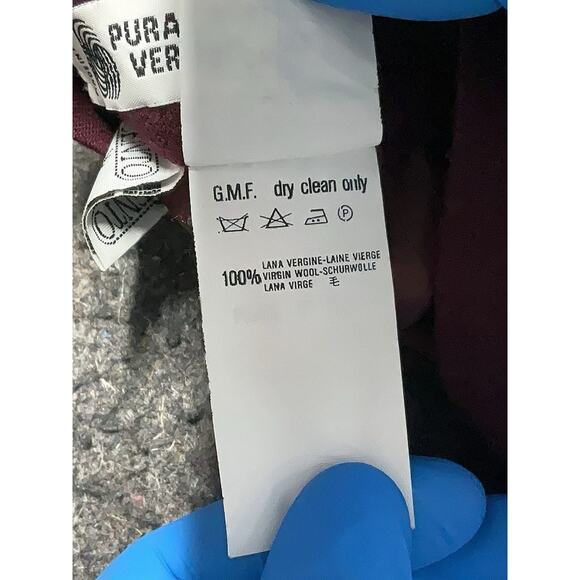 PURA
VER
G.M.F. dry clean only
P
100%
LANA VERGINE-LAINE VIERGE
VIRGIN WOOL-SCHURWOLLE
LANA VIRGE 毛